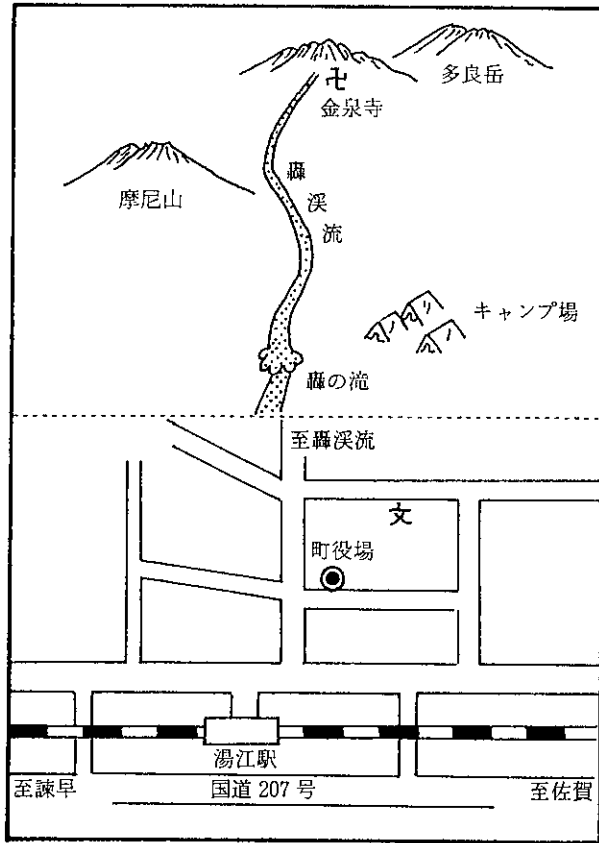 多良岳
卍
金泉寺
摩尼山
轟渓流
キャンプ場
轟の滝
至轟渓流
文
町役場
湯江駅
至諫早
国道 207 号
至佐賀